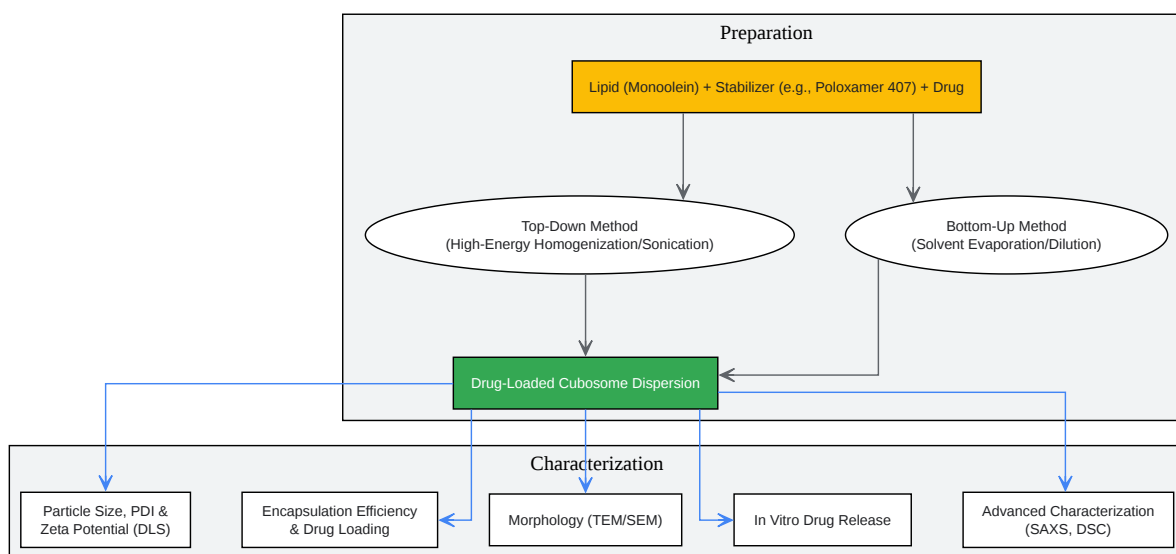 Preparation
Lipid (Monoolein) + Stabilizer (e.g., Poloxamer 407) + Drug
Top-Down Method
(High-Energy Homogenization/Sonication)
Bottom-Up Method
(Solvent Evaporation/Dilution)
Drug-Loaded Cubosome Dispersion
Characterization
Particle Size, PDI &
Zeta Potential (DLS)
Encapsulation Efficiency
& Drug Loading
Morphology (TEM/SEM)
In Vitro Drug Release
Advanced Characterization
(SAXS, DSC)